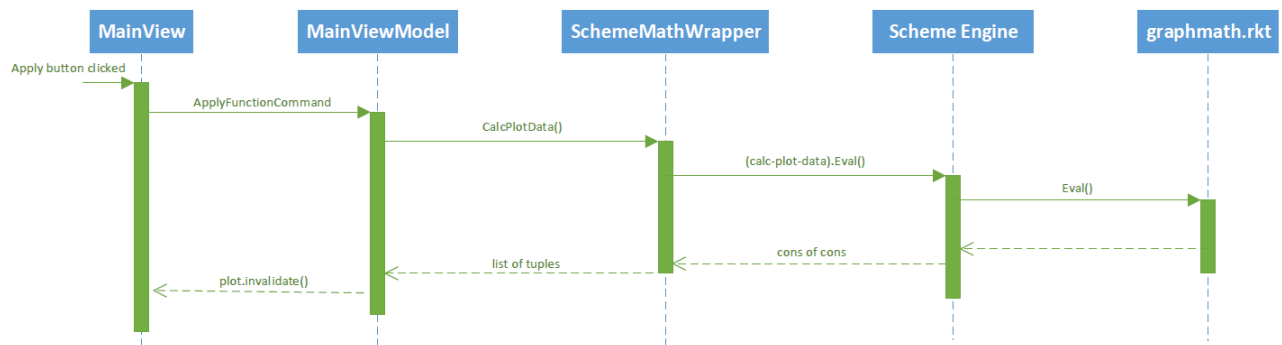 MainView
MainViewModel
SchemeMathWrapper
Scheme Engine
graphmath.rkt
Apply button clicked
ApplyFunctionCommand
CalcPlotData()
(calc-plot-data).Eval()
Eval()
cons of cons
list of tuples
plot.invalidate()